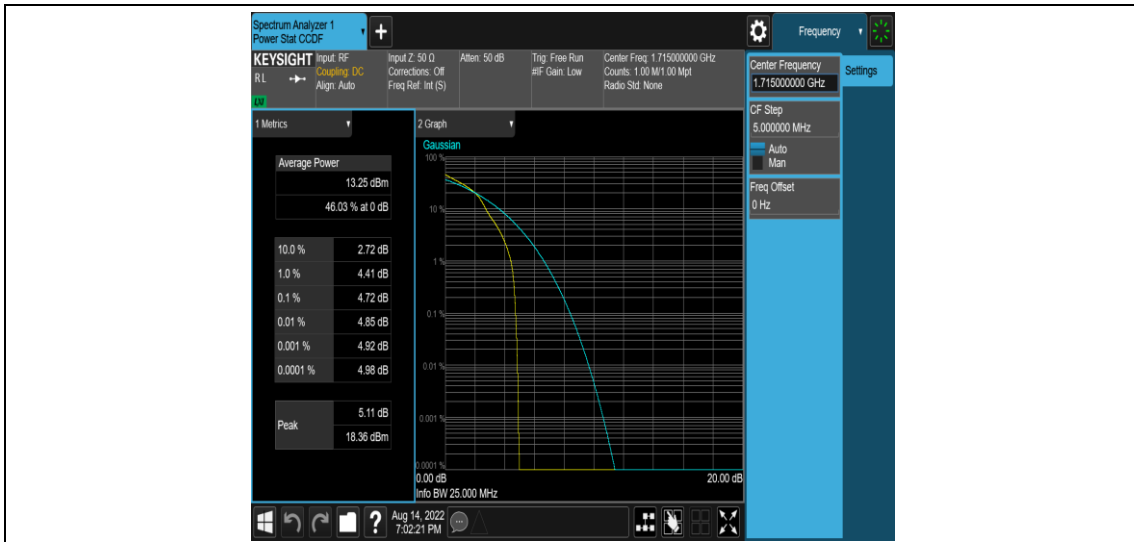 Spectrum Analyzer 1
Power Stat CCDF
+
Frequency
KEYSIGHT
RL
LXI
Input: RF
Coupling: DC
Align: Auto
Input Z: 50 Ω
Corrections: Off
Freq Ref: Int (S)
Atten: 50 dB
Trig: Free Run
#IF Gain: Low
Center Freq: 1.715000000 GHz
Counts: 1.00 M/1.00 Mpt
Radio Std: None
Center Frequency
1.715000000 GHz
Settings
CF Step
5.000000 MHz
Auto
Man
Freq Offset
0 Hz
1 Metrics
Average Power
13.25 dBm
46.03 % at 0 dB
10.0 % 2.72 dB
1.0 % 4.41 dB
0.1 % 4.72 dB
0.01 % 4.85 dB
0.001 % 4.92 dB
0.0001 % 4.98 dB
Peak
5.11 dB
18.36 dBm
2 Graph
Gaussian
100 %
10 %
1 %
0.1 %
0.01 %
0.001 %
0.0001 %
0.00 dB
20.00 dB
Info BW 25.000 MHz
?
Aug 14, 2022
7:02:21 PM